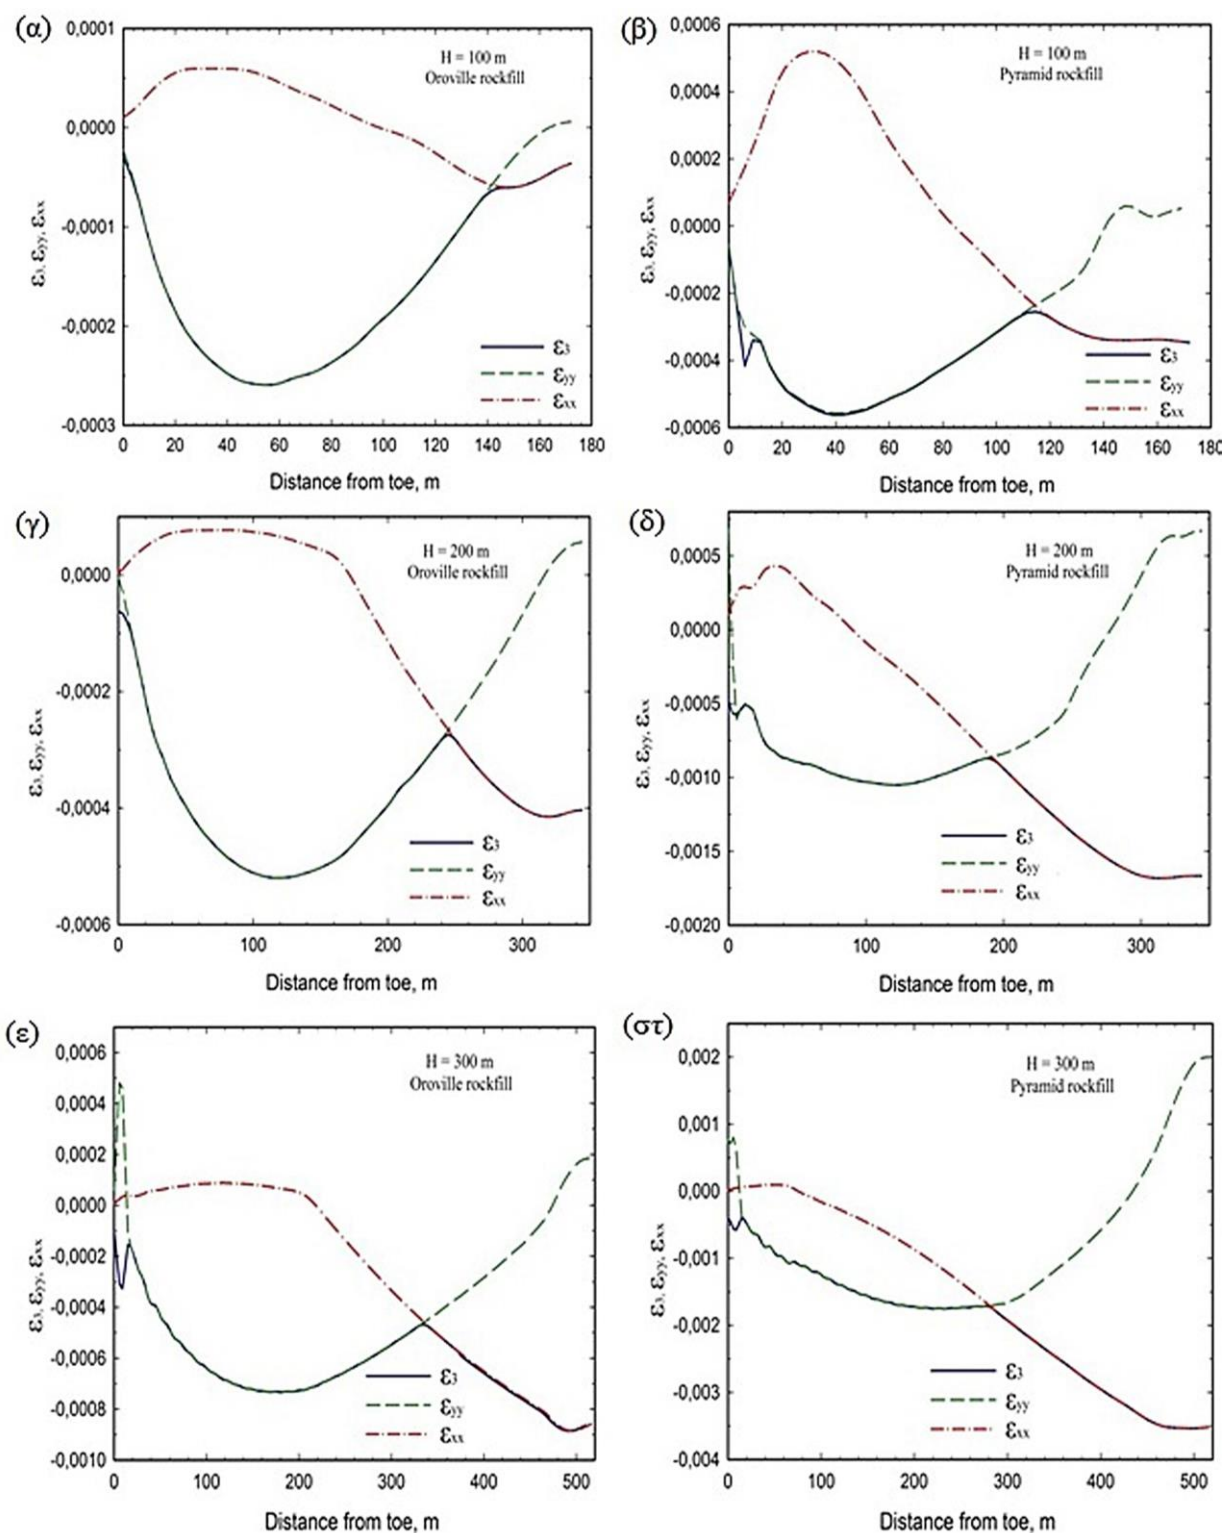 (α)
0,0001
0,0000
-0,0001
-0,0002
-0,0003
ε3, εyy, εxx
H = 100 m
Oroville rockfill
ε3
εyy
εxx
0 20 40 60 80 100 120 140 160 180
Distance from toe, m
(β)
0,0006
0,0004
0,0002
0,0000
-0,0002
-0,0004
-0,0006
ε3, εyy, εxx
H = 100 m
Pyramid rockfill
ε3
εyy
εxx
0 20 40 60 80 100 120 140 160 180
Distance from toe, m
(γ)
0,0000
-0,0002
-0,0004
-0,0006
ε3, εyy, εxx
H = 200 m
Oroville rockfill
ε3
εyy
εxx
0 100 200 300
Distance from toe, m
(δ)
0,0005
0,0000
-0,0005
-0,0010
-0,0015
-0,0020
ε3, εyy, εxx
H = 200 m
Pyramid rockfill
ε3
εyy
εxx
0 100 200 300
Distance from toe, m
(ε)
0,0006
0,0004
0,0002
0,0000
-0,0002
-0,0004
-0,0006
-0,0008
-0,0010
ε3, εyy, εxx
H = 300 m
Oroville rockfill
ε3
εyy
εxx
0 100 200 300 400 500
Distance from toe, m
(στ)
0,002
0,001
0,000
-0,001
-0,002
-0,003
-0,004
ε3, εyy, εxx
H = 300 m
Pyramid rockfill
ε3
εyy
εxx
0 100 200 300 400 500
Distance from toe, m